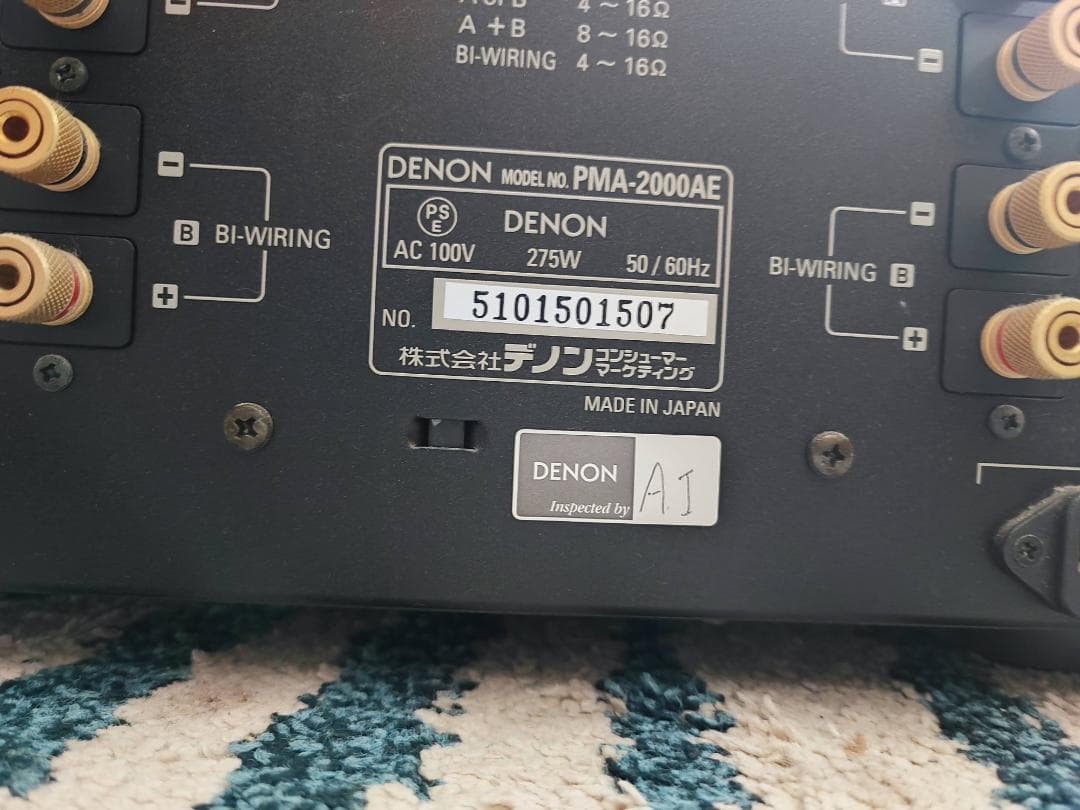 A+B 8～16Ω
BI-WIRING 4～16Ω
DENON MODEL NO. PMA-2000AE
PS E
DENON
AC 100V 275W 50/60Hz
NO. 5101501507
株式会社デノン コンシューマー
マーケティング
MADE IN JAPAN
B BI-WIRING
BI-WIRING B
DENON
Inspected by A.I